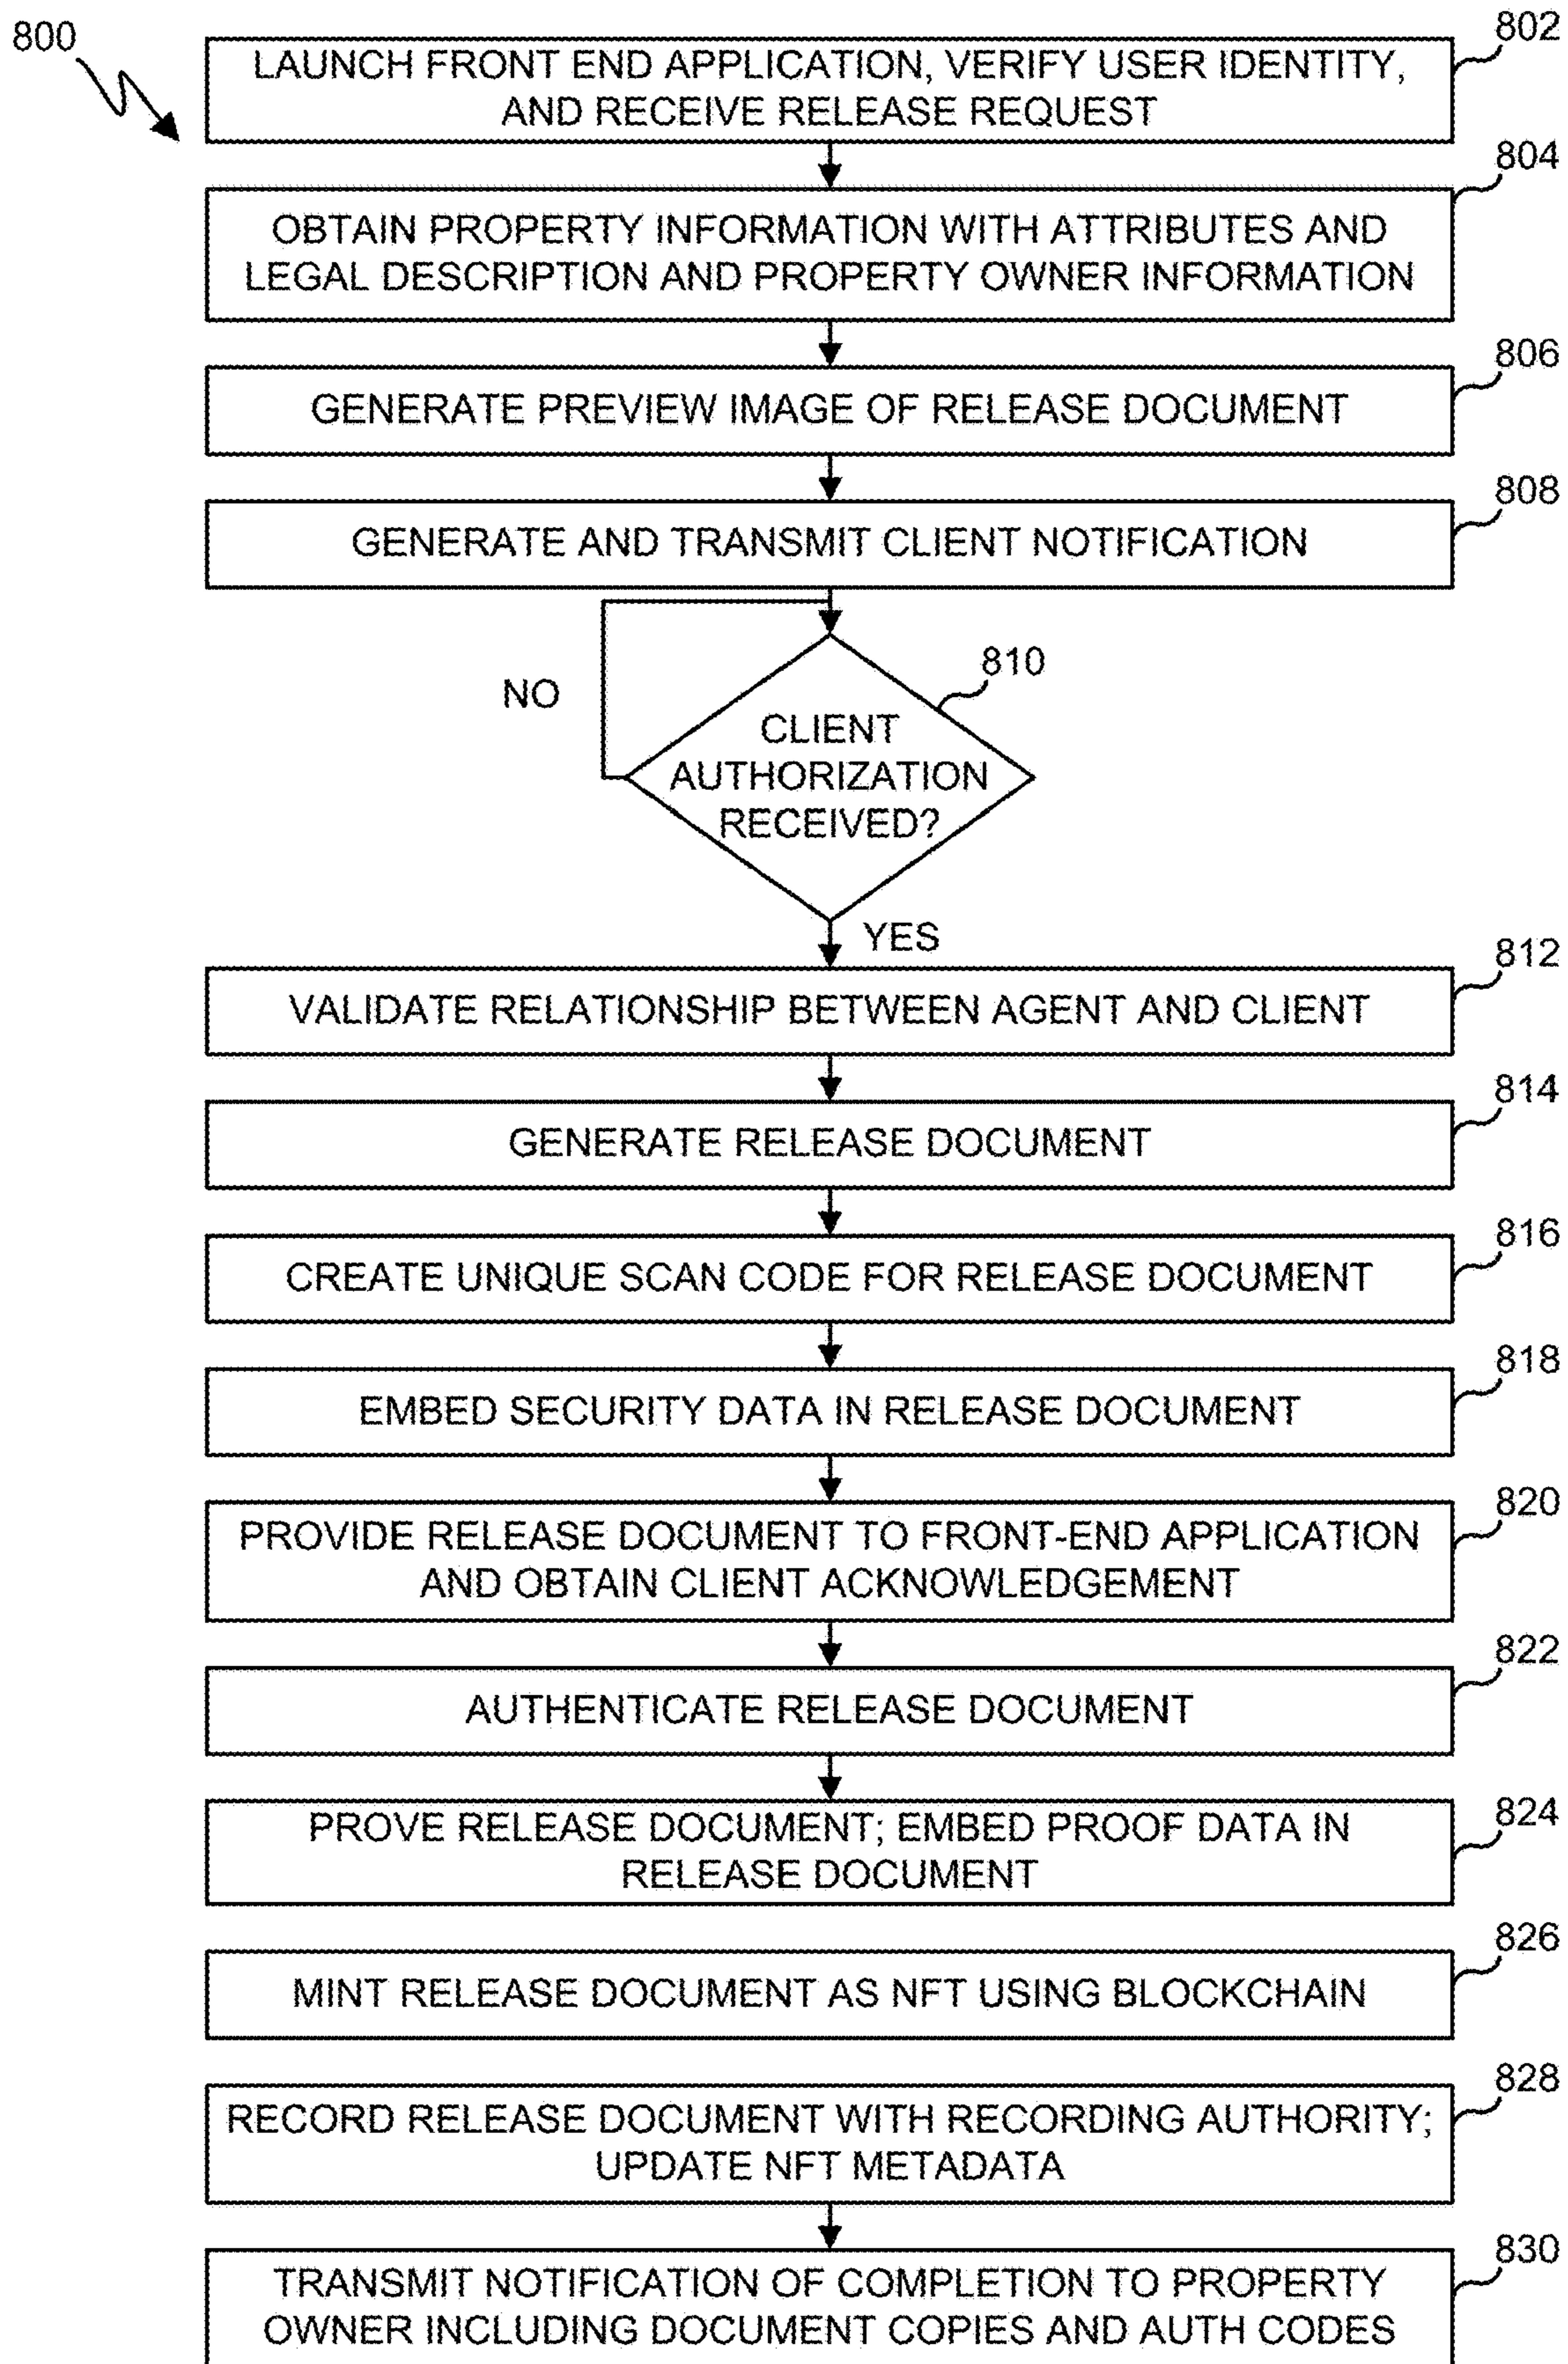 800
802
LAUNCH FRONT END APPLICATION, VERIFY USER IDENTITY,
AND RECEIVE RELEASE REQUEST
804
OBTAIN PROPERTY INFORMATION WITH ATTRIBUTES AND
LEGAL DESCRIPTION AND PROPERTY OWNER INFORMATION
806
GENERATE PREVIEW IMAGE OF RELEASE DOCUMENT
808
GENERATE AND TRANSMIT CLIENT NOTIFICATION
810
NO
CLIENT
AUTHORIZATION
RECEIVED?
YES
812
VALIDATE RELATIONSHIP BETWEEN AGENT AND CLIENT
814
GENERATE RELEASE DOCUMENT
816
CREATE UNIQUE SCAN CODE FOR RELEASE DOCUMENT
818
EMBED SECURITY DATA IN RELEASE DOCUMENT
820
PROVIDE RELEASE DOCUMENT TO FRONT-END APPLICATION
AND OBTAIN CLIENT ACKNOWLEDGEMENT
822
AUTHENTICATE RELEASE DOCUMENT
824
PROVE RELEASE DOCUMENT; EMBED PROOF DATA IN
RELEASE DOCUMENT
826
MINT RELEASE DOCUMENT AS NFT USING BLOCKCHAIN
828
RECORD RELEASE DOCUMENT WITH RECORDING AUTHORITY;
UPDATE NFT METADATA
830
TRANSMIT NOTIFICATION OF COMPLETION TO PROPERTY
OWNER INCLUDING DOCUMENT COPIES AND AUTH CODES